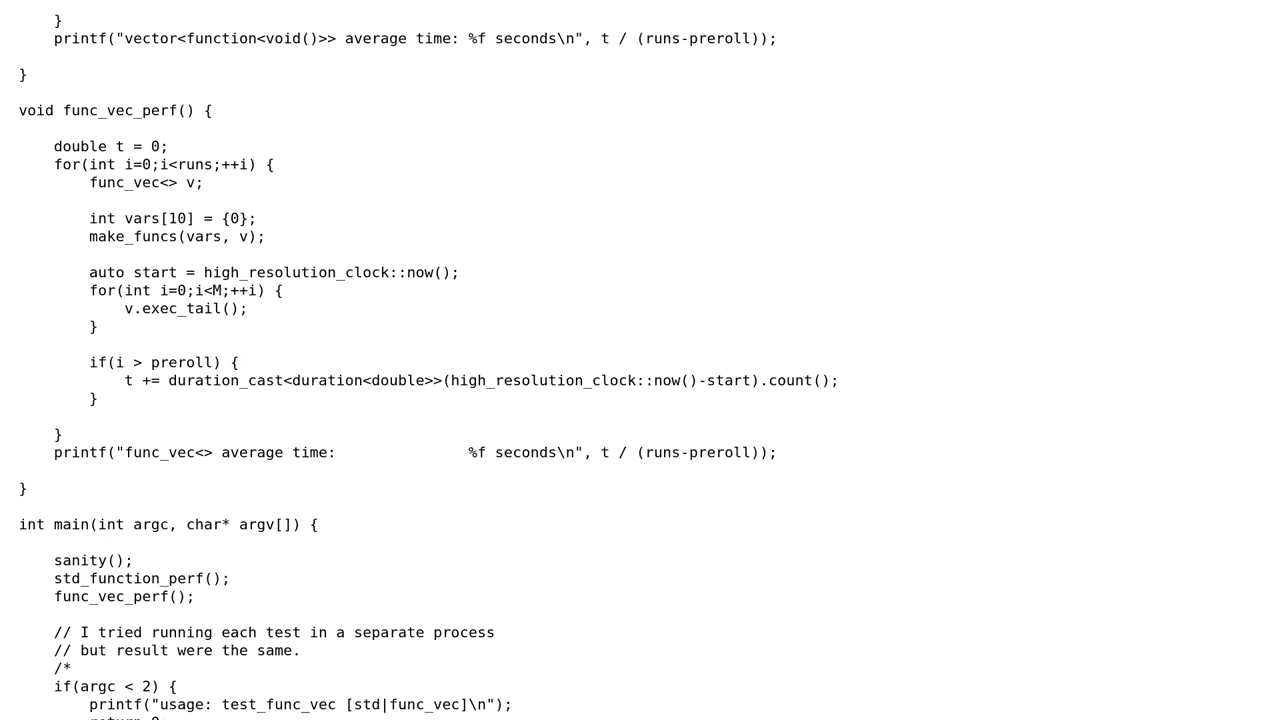 }
    printf("vector<function<void()>> average time: %f seconds\n", t / (runs-preroll));

}

void func_vec_perf() {

    double t = 0;
    for(int i=0;i<runs;++i) {
        func_vec<> v;

        int vars[10] = {0};
        make_funcs(vars, v);

        auto start = high_resolution_clock::now();
        for(int i=0;i<M;++i) {
            v.exec_tail();
        }

        if(i > preroll) {
            t += duration_cast<duration<double>>(high_resolution_clock::now()-start).count();
        }

    }
    printf("func_vec<> average time:               %f seconds\n", t / (runs-preroll));

}

int main(int argc, char* argv[]) {

    sanity();
    std_function_perf();
    func_vec_perf();

    // I tried running each test in a separate process
    // but result were the same.
    /*
    if(argc < 2) {
        printf("usage: test_func_vec [std|func_vec]\n");